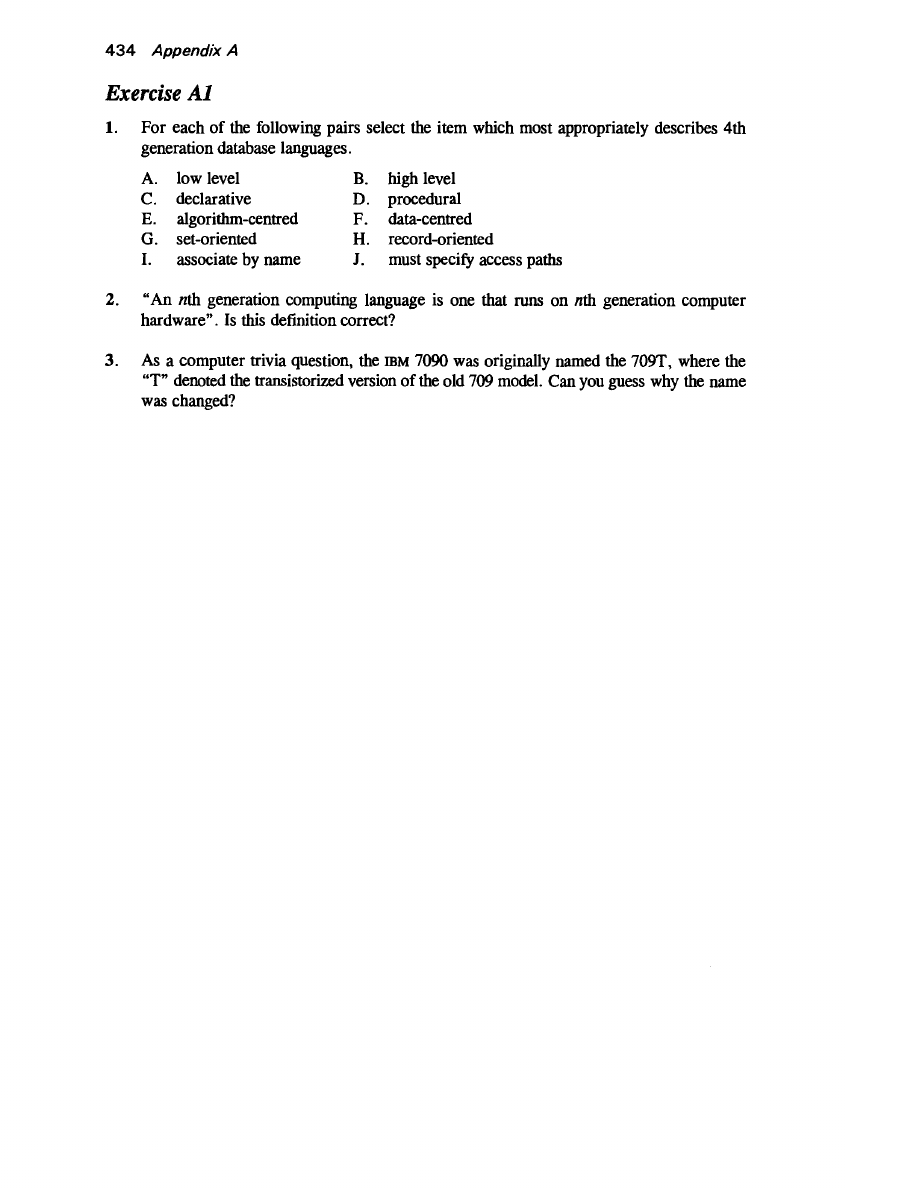 434 Appendix A
Exercise A1
1. For each of the following pairs select the item which most appropriately describes 4th
generation database languages.
A. low level B. high level
C. declarative D. procedural
E. algorithm-centred F. data-centred
G. set-oriented H. record-oriented
I. associate by name J. must specify access paths
2. “An nth generation computing language is one that runs on nth generation computer
hardware”. Is this definition correct?
3. As a computer trivia question, the IBM 7090 was originally named the 709T, where the
“T” denoted the transistorized version of the old 709 model. Can you guess why the name
was changed?